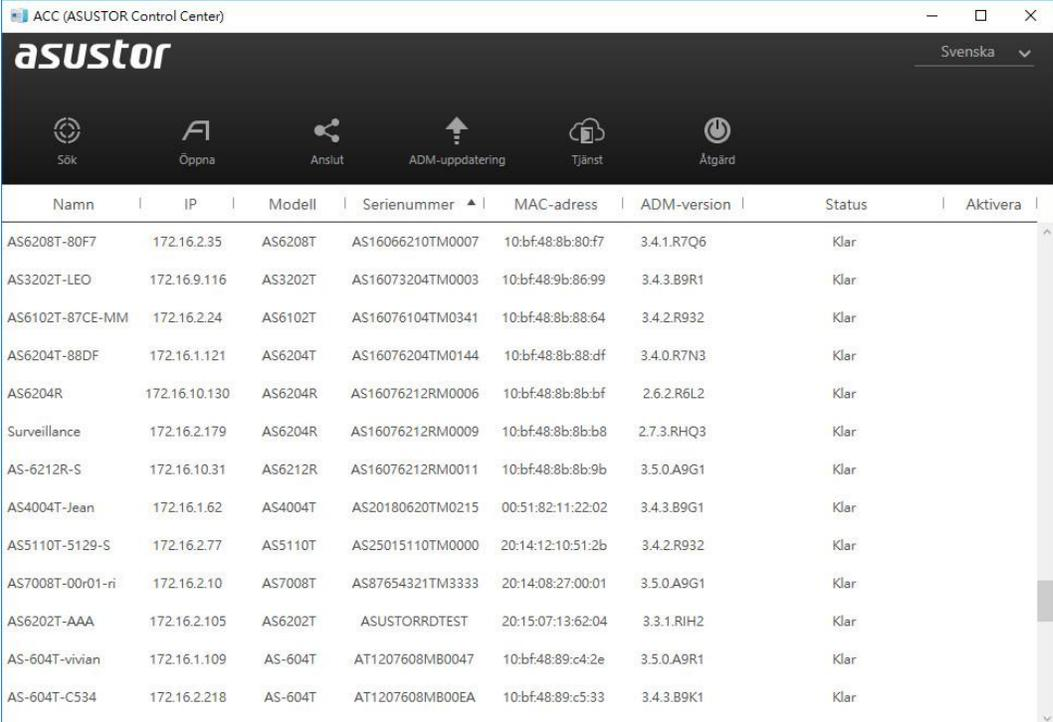 ACC (ASUSTOR Control Center)
asustor
Svenska
Sök Öppna Anslut ADM-uppdatering Tjänst Åtgärd
Namn IP Modell Serienummer MAC-adress ADM-version Status Aktivera
AS6208T-80F7 172.16.2.35 AS6208T AS16066210TM0007 10:bf:48:8b:80:f7 3.4.1.R7Q6 Klar
AS3202T-LEO 172.16.9.116 AS3202T AS16073204TM0003 10:bf:48:9b:86:99 3.4.3.B9R1 Klar
AS6102T-87CE-MM 172.16.2.24 AS6102T AS16076104TM0341 10:bf:48:8b:88:64 3.4.2.R932 Klar
AS6204T-88DF 172.16.1.121 AS6204T AS16076204TM0144 10:bf:48:8b:88:df 3.4.0.R7N3 Klar
AS6204R 172.16.10.130 AS6204R AS16076212RM0006 10:bf:48:8b:8b:bf 2.6.2.R6L2 Klar
Surveillance 172.16.2.179 AS6204R AS16076212RM0009 10:bf:48:8b:8b:b8 2.7.3.RHQ3 Klar
AS-6212R-S 172.16.10.31 AS6212R AS16076212RM0011 10:bf:48:8b:8b:9b 3.5.0.A9G1 Klar
AS4004T-Jean 172.16.1.62 AS4004T AS20180620TM0215 00:51:82:11:22:02 3.4.3.B9G1 Klar
AS5110T-5129-S 172.16.2.77 AS5110T AS25015110TM0000 20:14:12:10:51:2b 3.4.2.R932 Klar
AS7008T-00r01-ri 172.16.2.10 AS7008T AS87654321TM3333 20:14:08:27:00:01 3.5.0.A9G1 Klar
AS6202T-AAA 172.16.2.105 AS6202T ASUSTORRDTEST 20:15:07:13:62:04 3.3.1.RIH2 Klar
AS-604T-vivian 172.16.1.109 AS-604T AT1207608MB0047 10:bf:48:89:c4:2e 3.5.0.A9R1 Klar
AS-604T-C534 172.16.2.218 AS-604T AT1207608MB00EA 10:bf:48:89:c5:33 3.4.3.B9K1 Klar